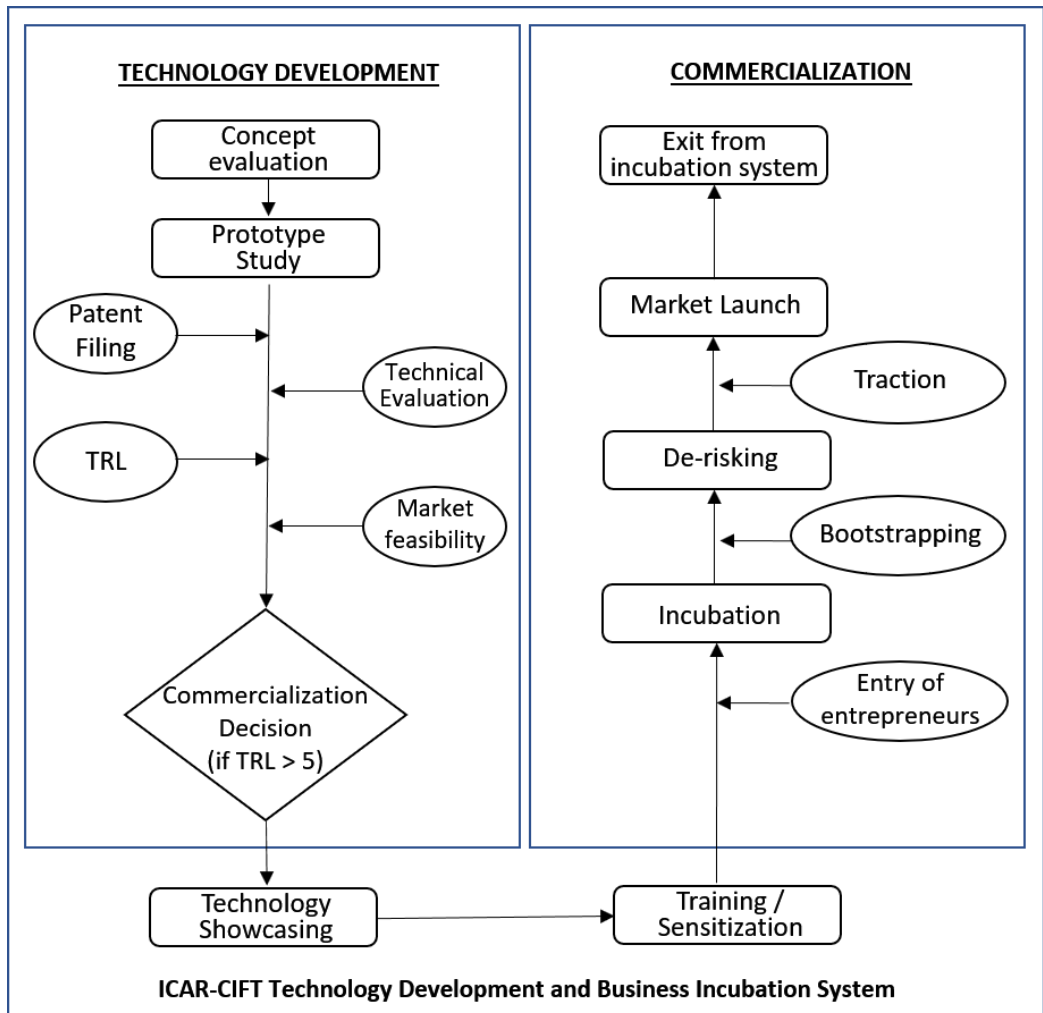 TECHNOLOGY DEVELOPMENT
Concept
evaluation
Prototype
Study
Patent
Filing
Technical
Evaluation
TRL
Market
feasibility
Commercialization
Decision
(if TRL > 5)
Technology
Showcasing
Training /
Sensitization
COMMERCIALIZATION
Exit from
incubation system
Market Launch
Traction
De-risking
Bootstrapping
Incubation
Entry of
entrepreneurs
ICAR-CIFT Technology Development and Business Incubation System